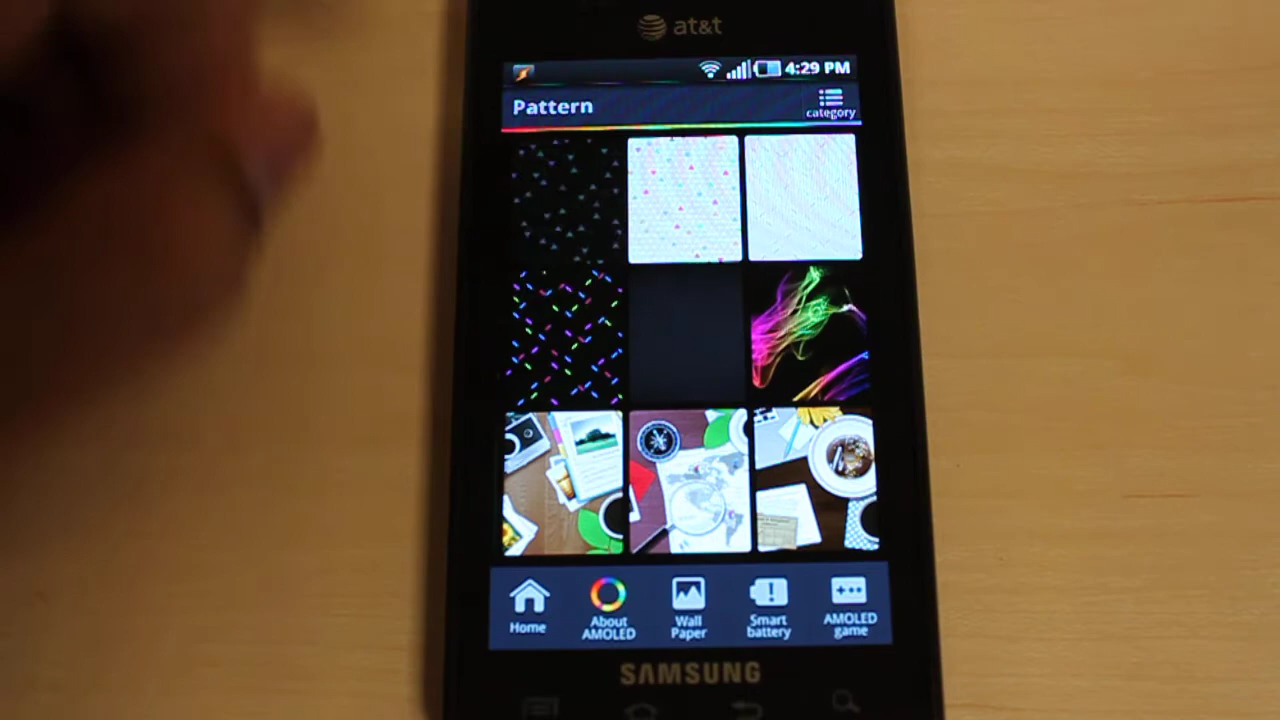 at&t
4:29 PM
Pattern
category
Home
About
AMOLED
Wall
Paper
Smart
battery
AMOLED
game
SAMSUNG